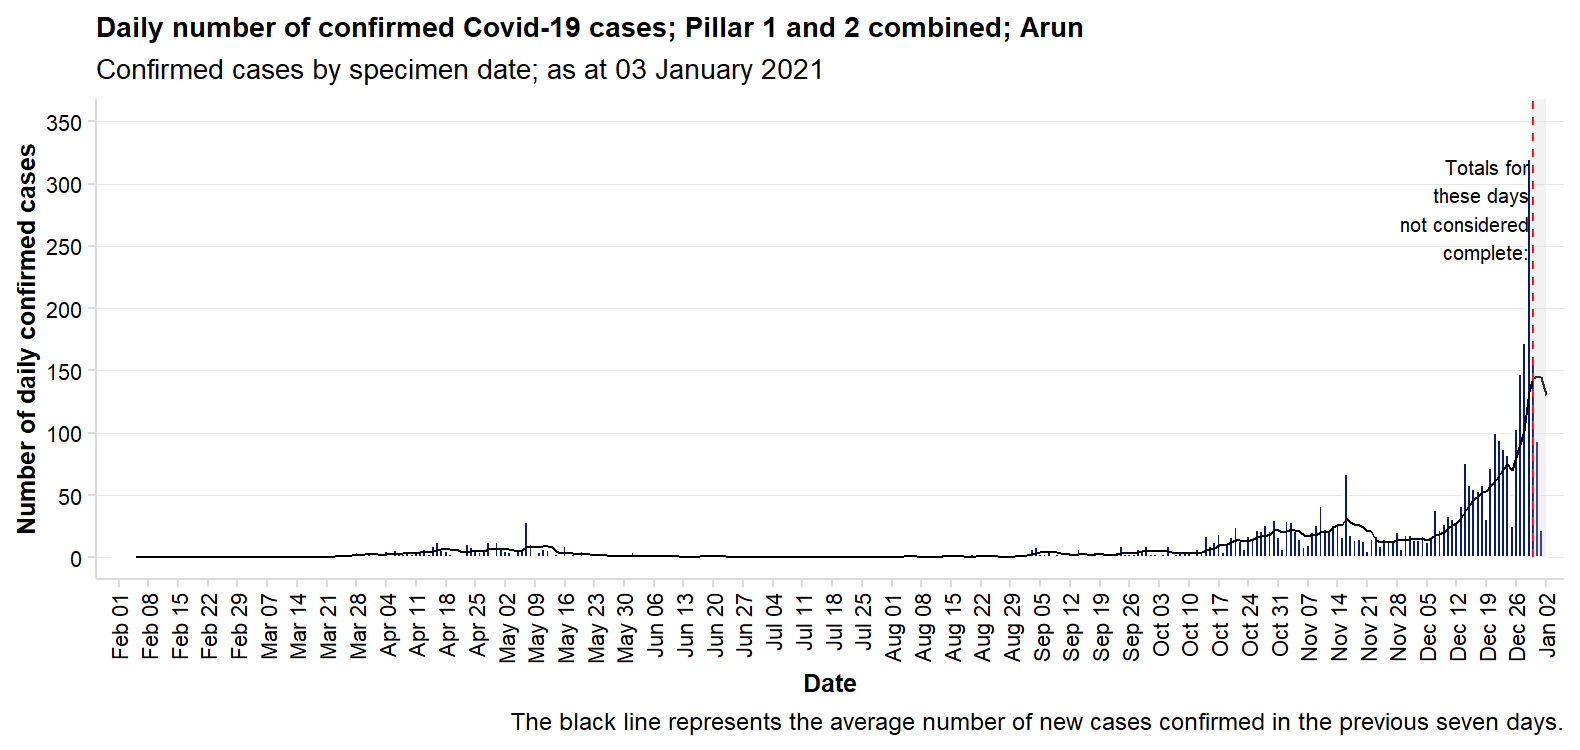 Daily number of confirmed Covid-19 cases; Pillar 1 and 2 combined; Arun
Confirmed cases by specimen date; as at 03 January 2021
Number of daily confirmed cases
350
300
250
200
150
100
50
0
Totals for
these days
not considered
complete:
Feb 01
Feb 08
Feb 15
Feb 22
Feb 29
Mar 07
Mar 14
Mar 21
Mar 28
Apr 04
Apr 11
Apr 18
Apr 25
May 02
May 09
May 16
May 23
May 30
Jun 06
Jun 13
Jun 20
Jun 27
Jul 04
Jul 11
Jul 18
Jul 25
Aug 01
Aug 08
Aug 15
Aug 22
Aug 29
Sep 05
Sep 12
Sep 19
Sep 26
Oct 03
Oct 10
Oct 17
Oct 24
Oct 31
Nov 07
Nov 14
Nov 21
Nov 28
Dec 05
Dec 12
Dec 19
Dec 26
Jan 02
Date
The black line represents the average number of new cases confirmed in the previous seven days.